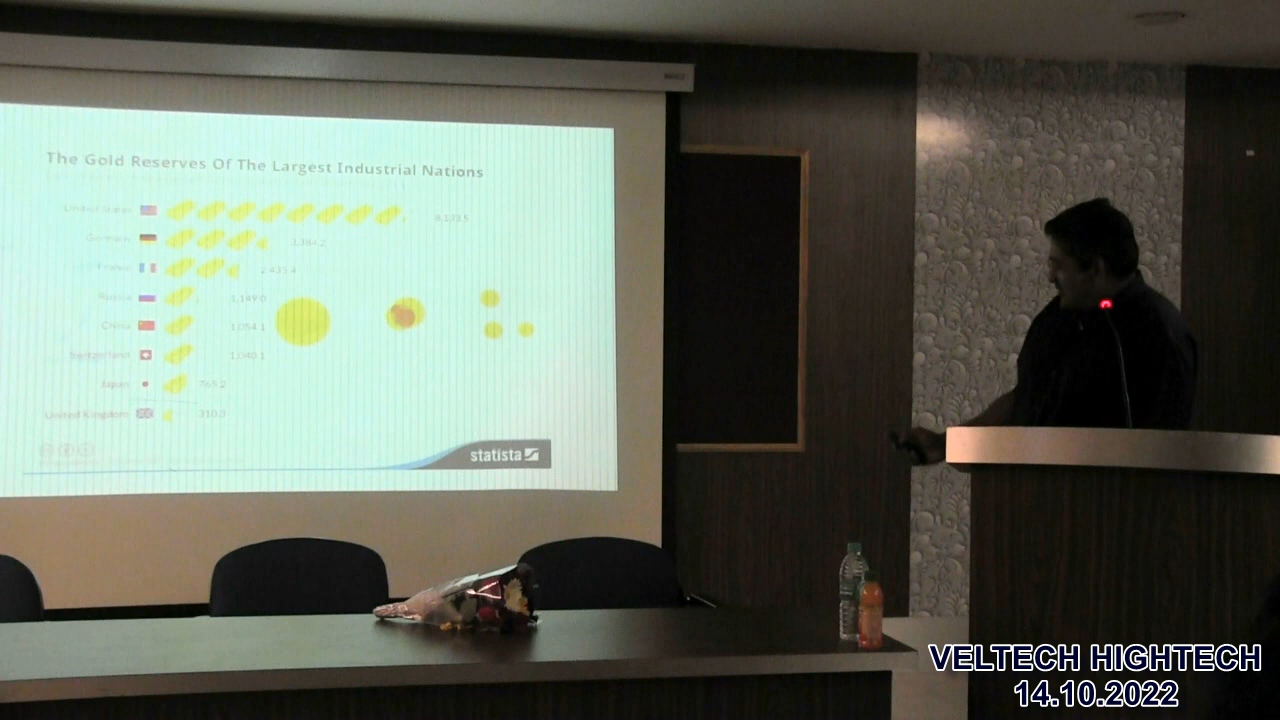 The Gold Reserves Of The Largest Industrial Nations
United States 8,133.5
Germany 3,384.2
France 2,435.4
Russia 1,149.0
China 1,054.1
Switzerland 1,040.1
Japan 765.2
United Kingdom 310.3
statista
VELTECH HIGHTECH
14.10.2022